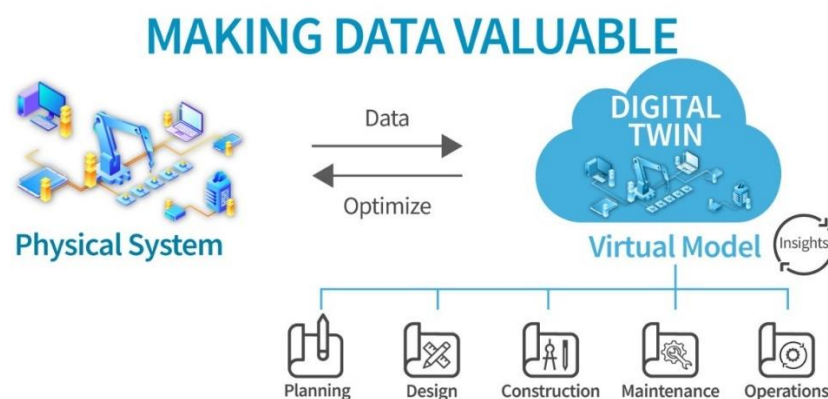 MAKING DATA VALUABLE
Data
Optimize
Physical System
DIGITAL
TWIN
Virtual Model
Insights
Planning
Design
Construction
Maintenance
Operations